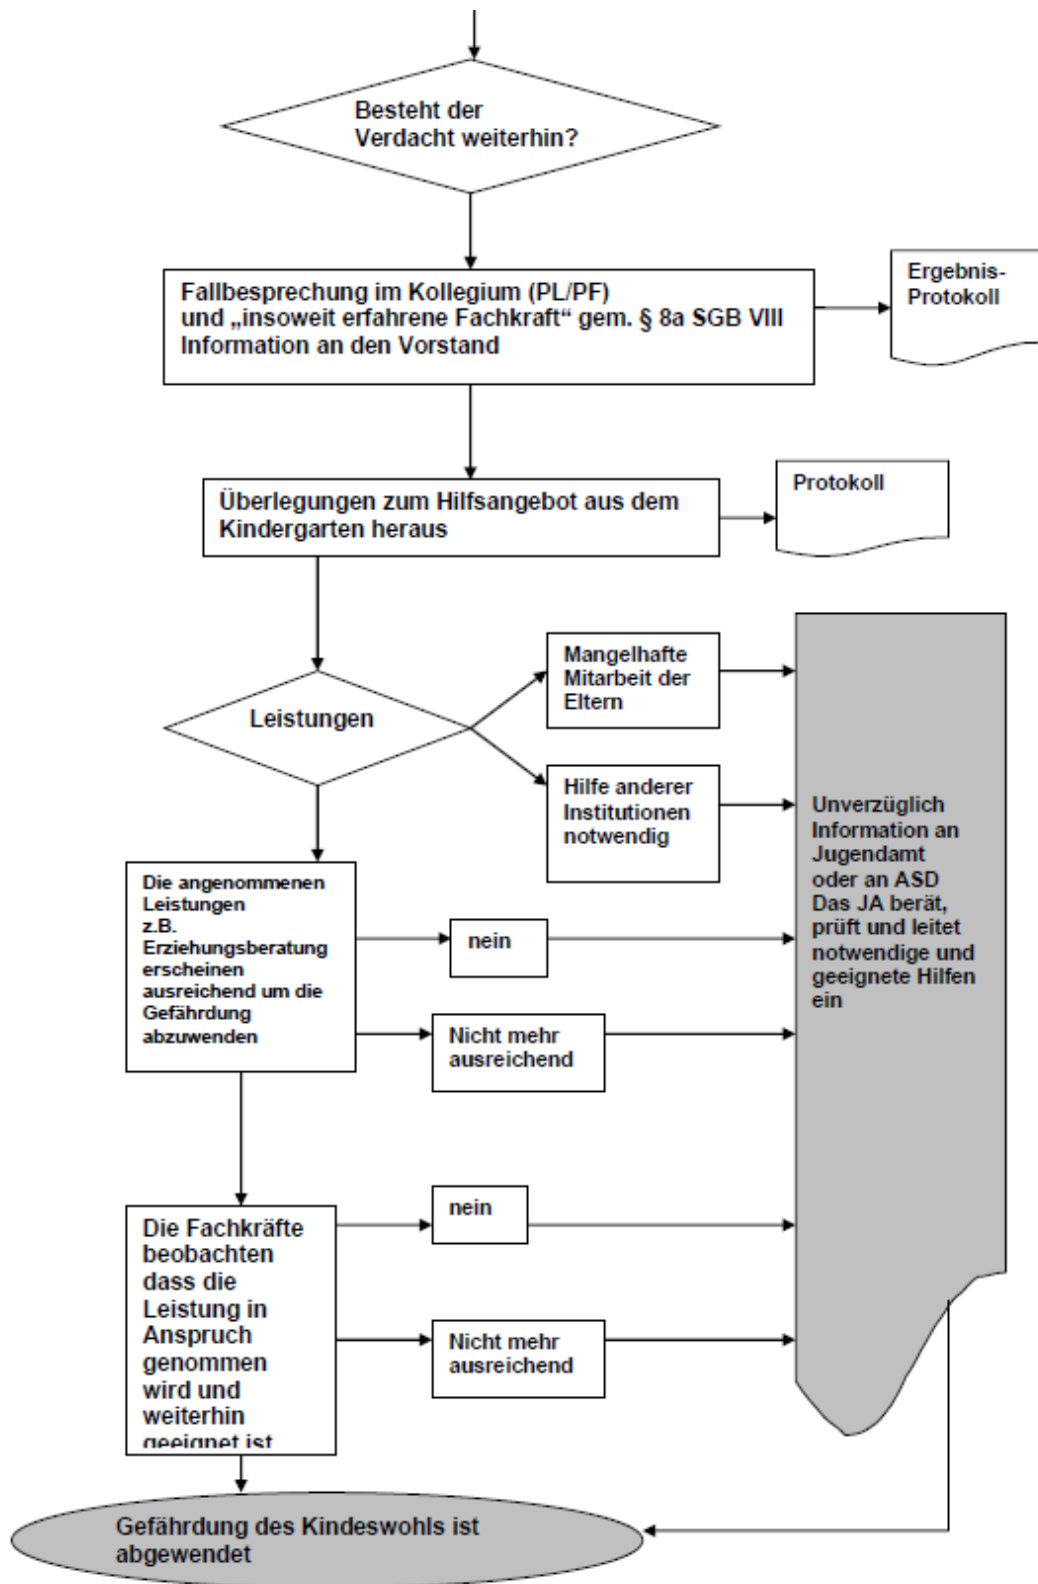 Besteht der
Verdacht weiterhin?
Fallbesprechung im Kollegium (PL/PF)
und „insoweit erfahrene Fachkraft“ gem. § 8a SGB VIII
Information an den Vorstand
Ergebnis-
Protokoll
Überlegungen zum Hilfsangebot aus dem
Kindergarten heraus
Protokoll
Leistungen
Mangelhafte
Mitarbeit der
Eltern
Hilfe anderer
Institutionen
notwendig
Unverzüglich
Information an
Jugendamt
oder an ASD
Das JA berät,
prüft und leitet
notwendige und
geeignete Hilfen
ein
Die angenommenen
Leistungen
z.B.
Erziehungsberatung
erscheinen
ausreichend um die
Gefährdung
abzuwenden
nein
Nicht mehr
ausreichend
Die Fachkräfte
beobachten
dass die
Leistung in
Anspruch
genommen
wird und
weiterhin
geeignet ist
nein
Nicht mehr
ausreichend
Gefährdung des Kindeswohls ist
abgewendet